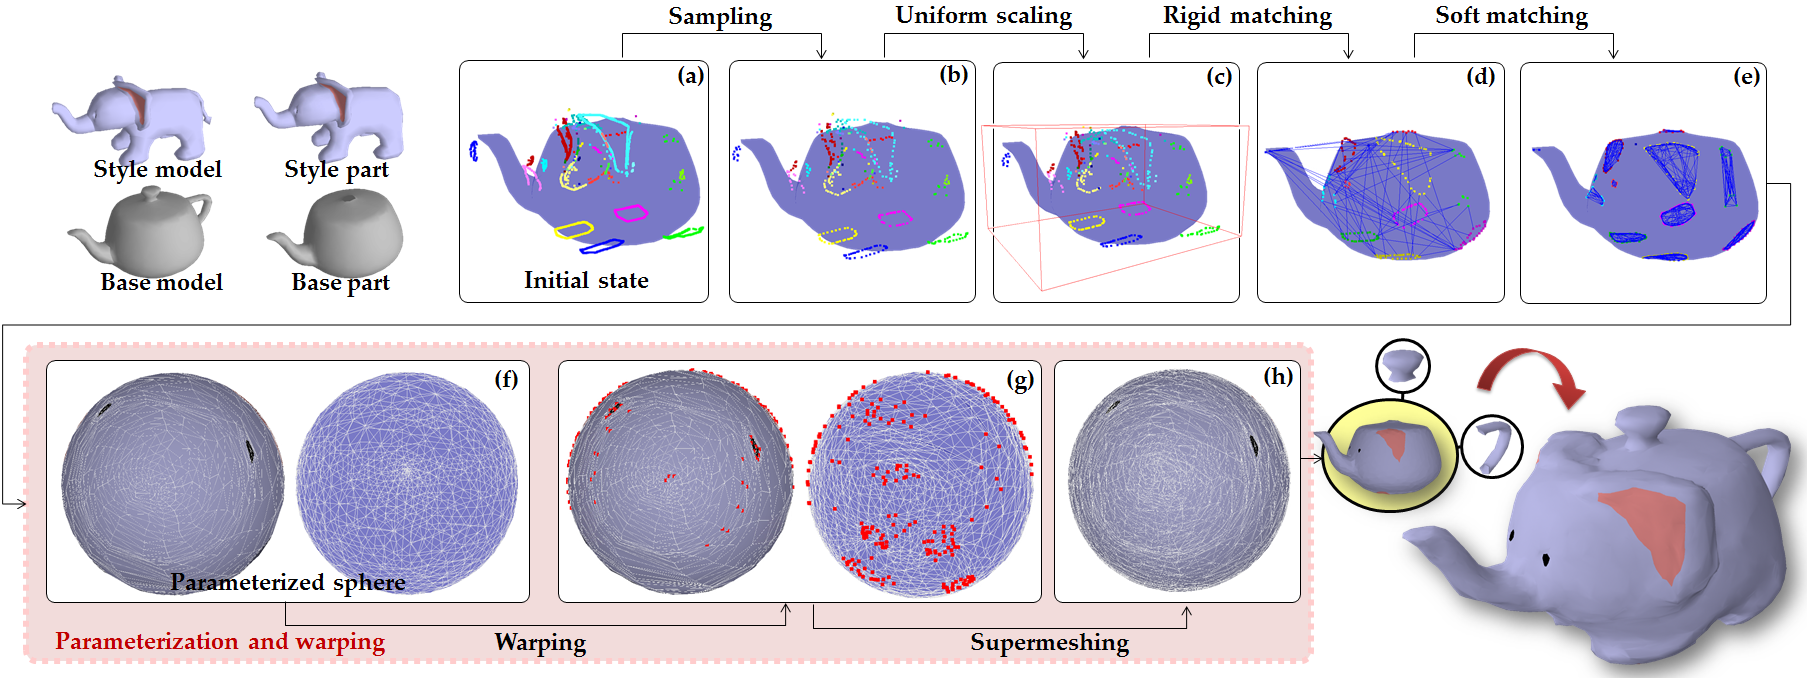 Sampling
Uniform scaling
Rigid matching
Soft matching
(a)
(b)
(c)
(d)
(e)
Style model
Style part
Base model
Base part
Initial state
(f)
(g)
(h)
Parameterized sphere
Parameterization and warping
Warping
Supermeshing